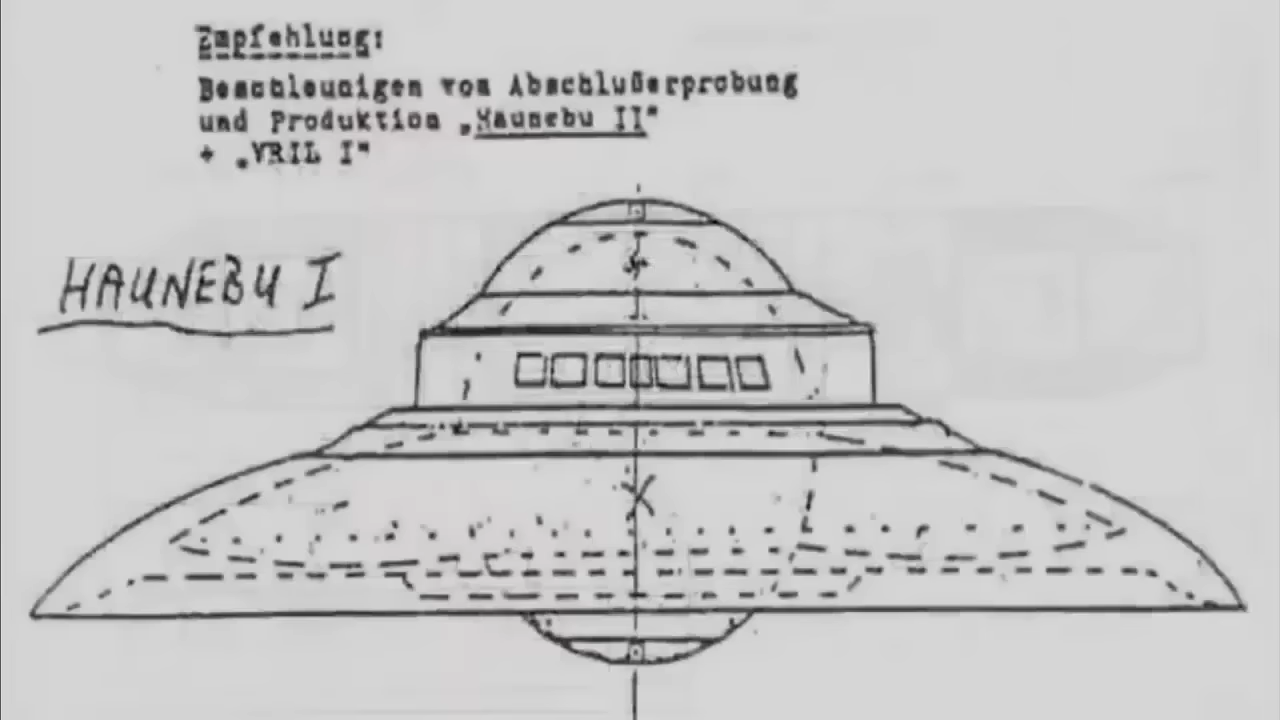 Empfehlung:
Beschleunigen von Abschlußerprobung
und Produktion „Haunebu II"
+ „VRIL I"
HAUNEBU I